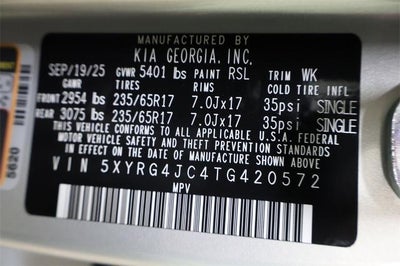 MANUFACTURED BY
KIA GEORGIA, INC.
SEP/19/25 GVWR 5401 lbs PAINT RSL TRIM WK
TIRES RIMS COLD TIRE INFL
FRONT 2954 lbs 235/65R17 7.0Jx17 35psi SINGLE
REAR 3075 lbs 235/65R17 7.0Jx17 35psi SINGLE
THIS VEHICLE CONFORMS TO ALL APPLICABLE U.S.A. FEDERAL
MOTOR VEHICLE SAFETY AND THEFT PREVENTION STANDARDS
IN EFFECT ON THE DATE OF MANUFACTURE SHOWN ABOVE.
VIN 5XYRG4JC4TG420572
MPV
5620